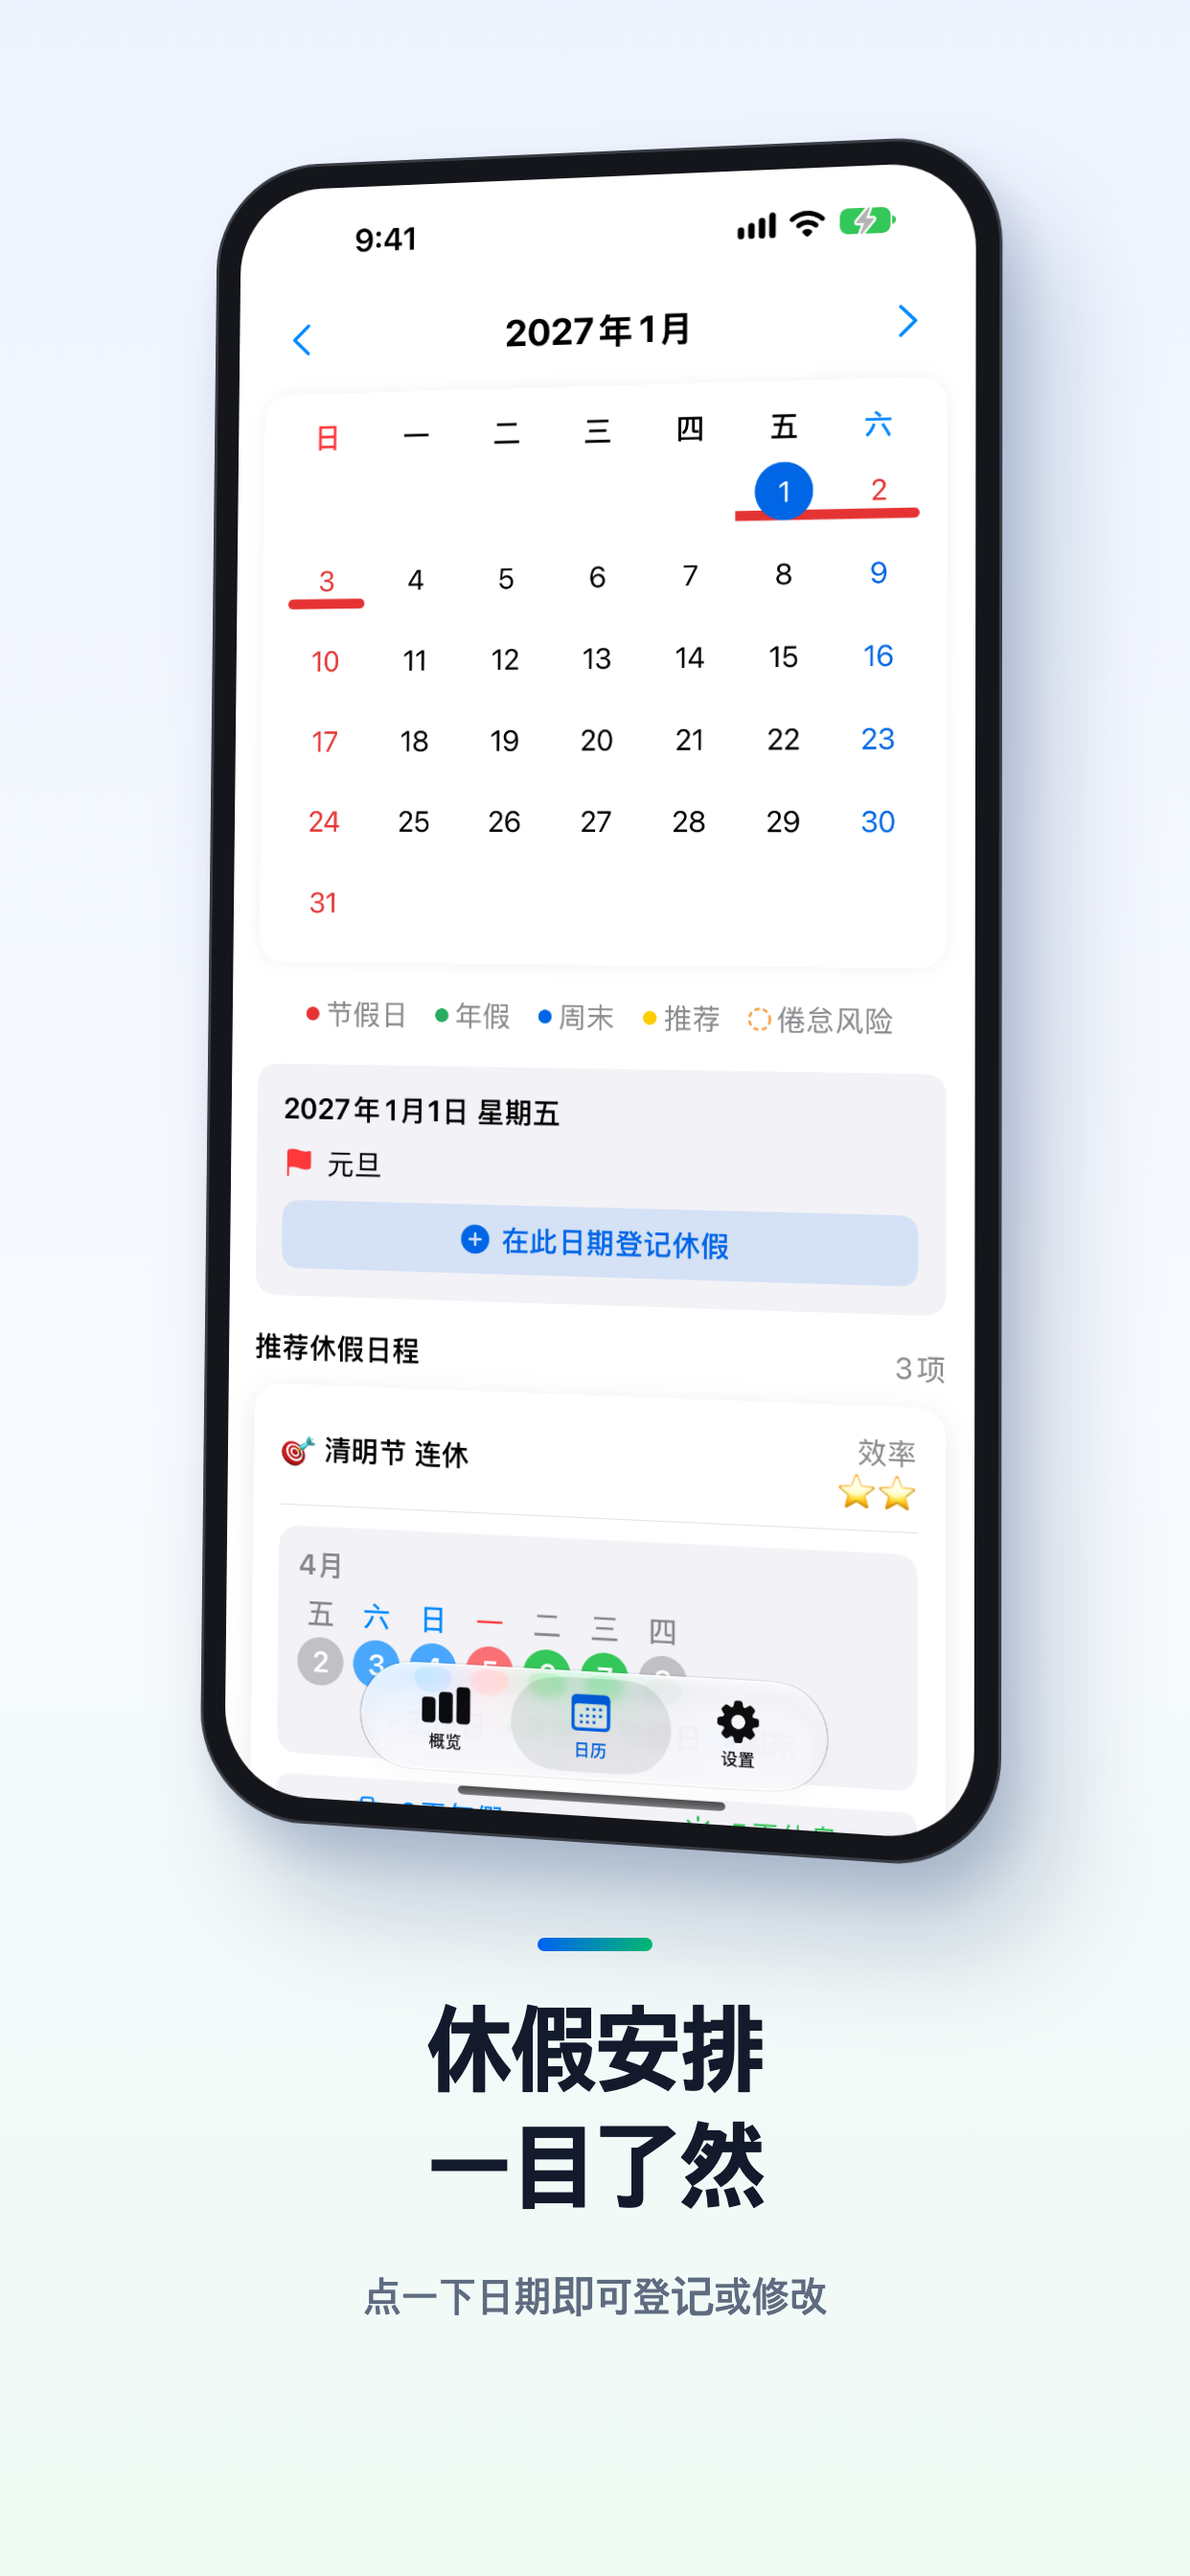 9:41
2027年1月
日 一 二 三 四 五 六
1 2
3 4 5 6 7 8 9
10 11 12 13 14 15 16
17 18 19 20 21 22 23
24 25 26 27 28 29 30
31
节假日 年假 周末 推荐 倦怠风险
2027年1月1日 星期五
元旦
在此日期登记休假
推荐休假日程 3项
清明节 连休 效率
4月
五 六 日 一 二 三 四
2 3
概览 日历 设置
休假安排
一目了然
点一下日期即可登记或修改